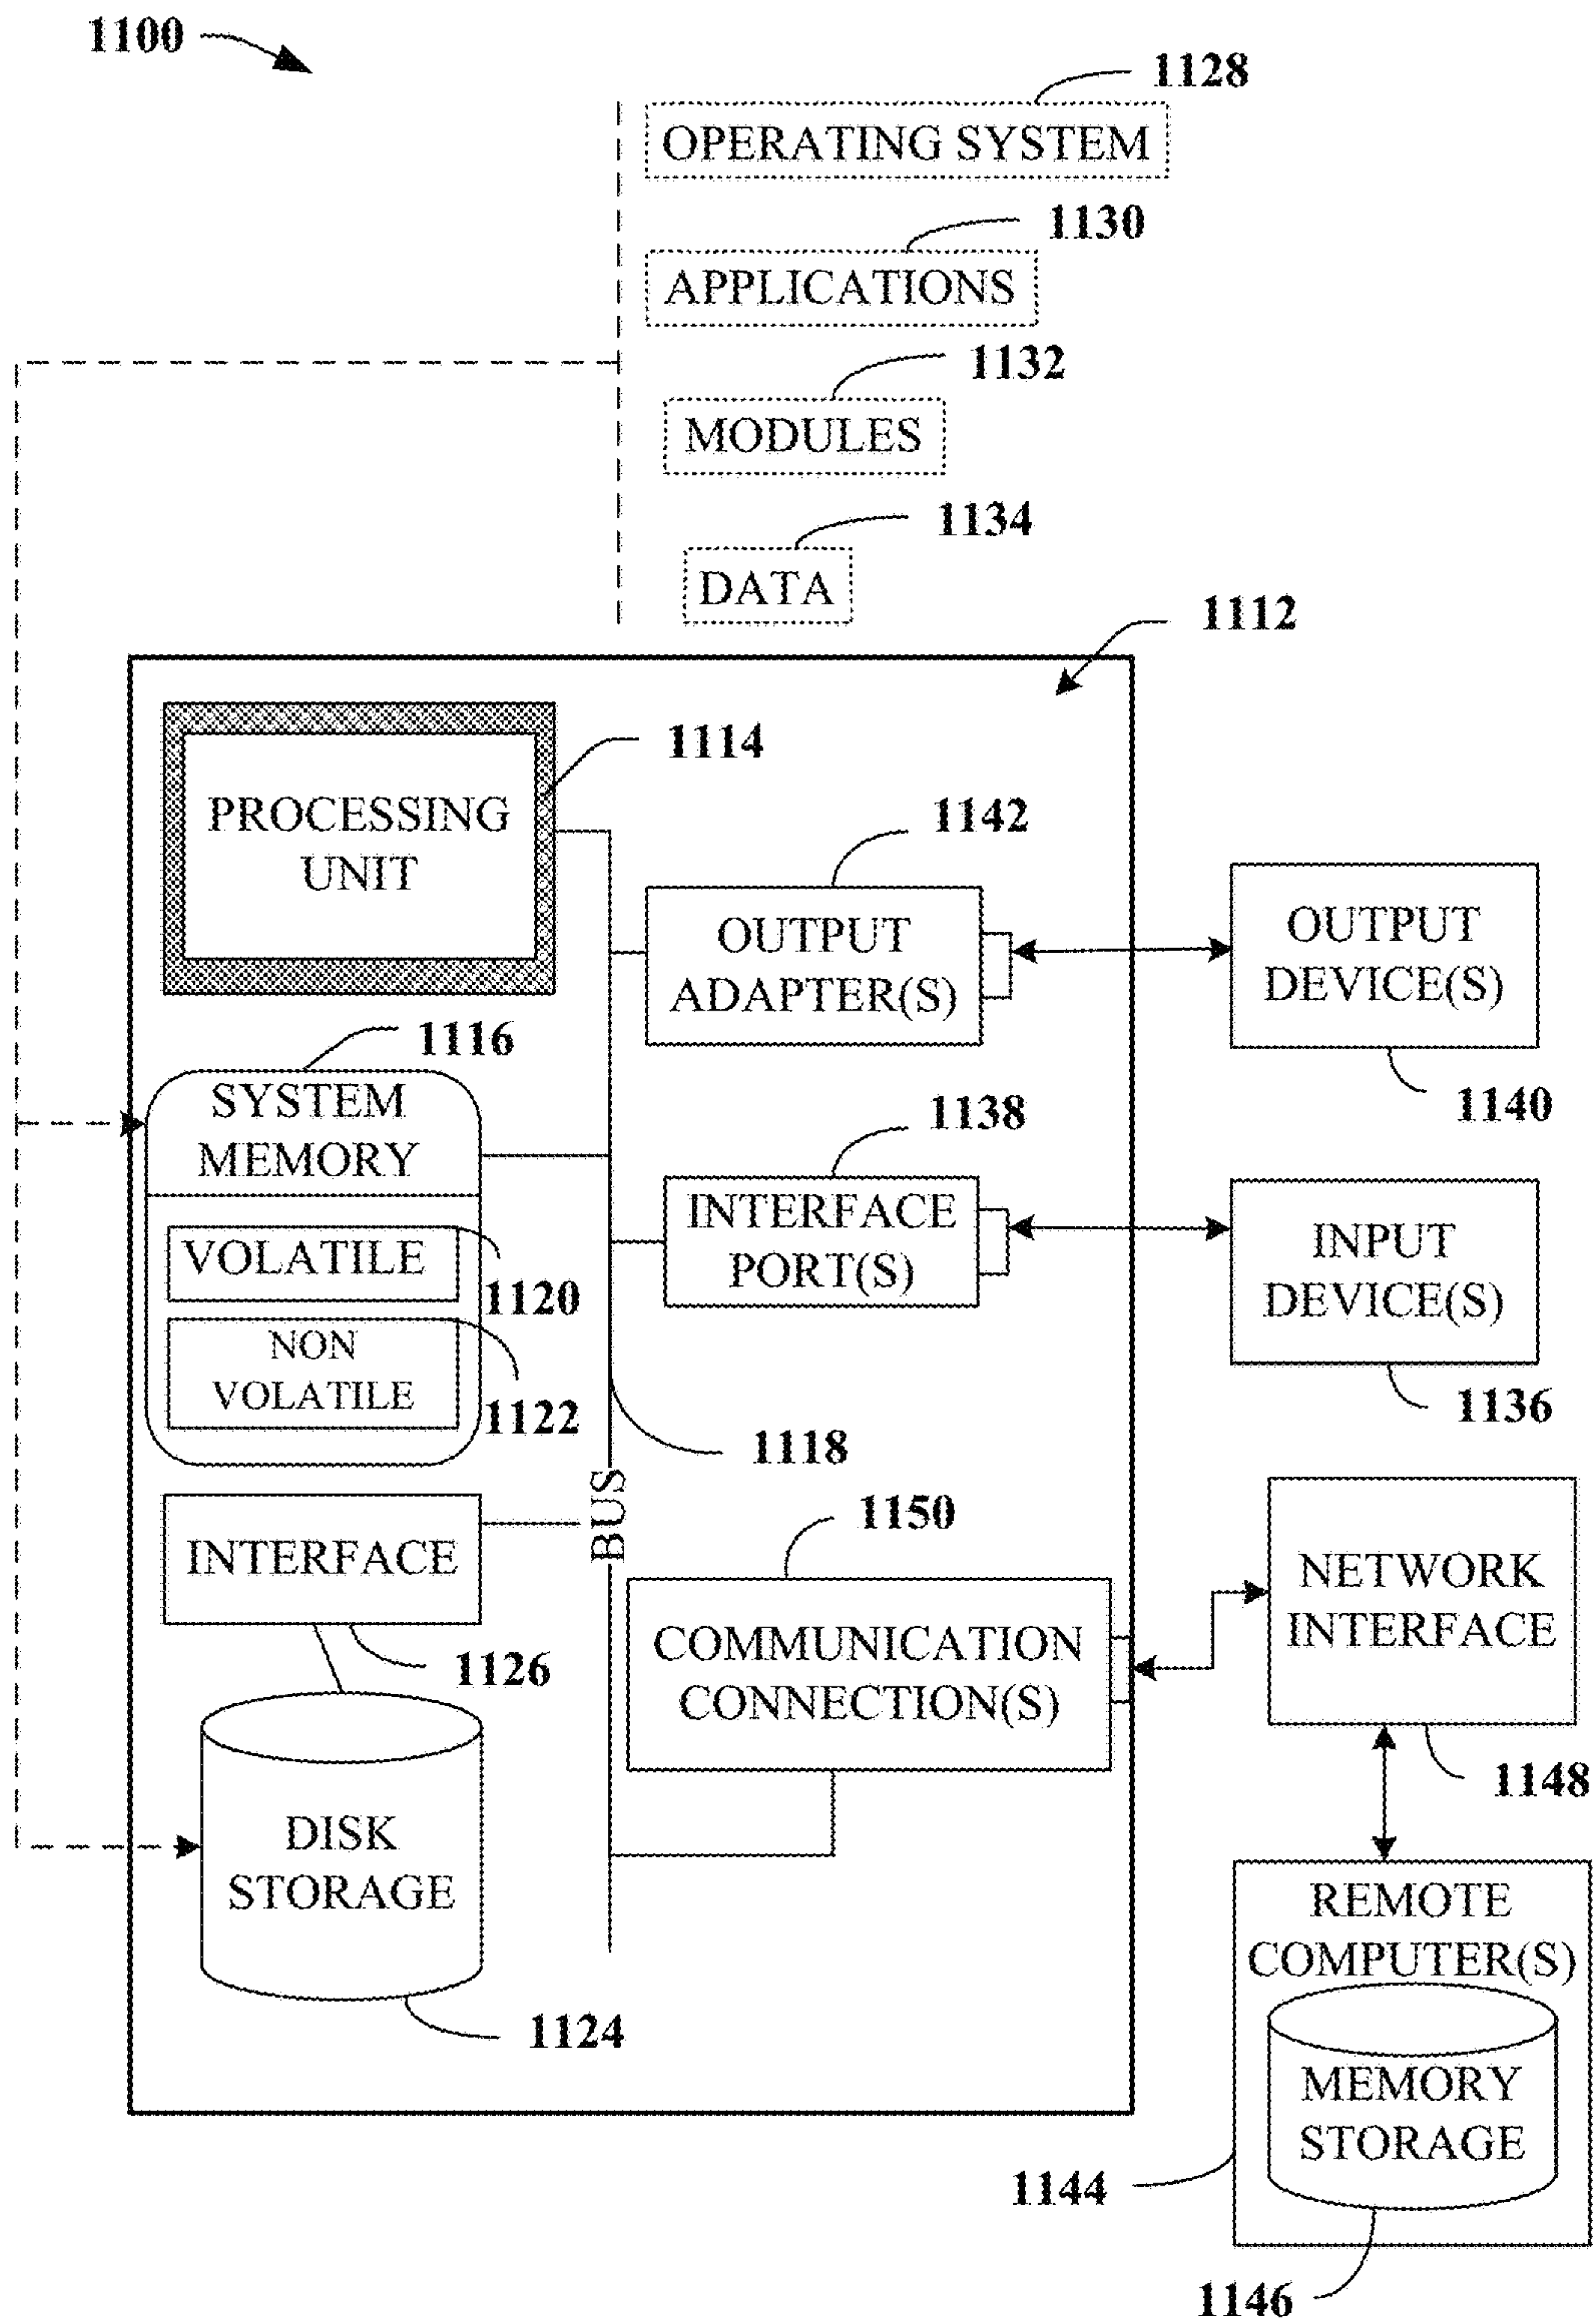 1100
1128
OPERATING SYSTEM
1130
APPLICATIONS
1132
MODULES
1134
DATA
1112
PROCESSING
UNIT
1114
1142
OUTPUT
ADAPTER(S)
OUTPUT
DEVICE(S)
1140
1116
SYSTEM
MEMORY
VOLATILE
1120
NON
VOLATILE
1122
1138
INTERFACE
PORT(S)
INPUT
DEVICE(S)
1136
1118
BUS
INTERFACE
1126
1150
COMMUNICATION
CONNECTION(S)
NETWORK
INTERFACE
1148
DISK
STORAGE
1124
REMOTE
COMPUTER(S)
MEMORY
STORAGE
1144
1146